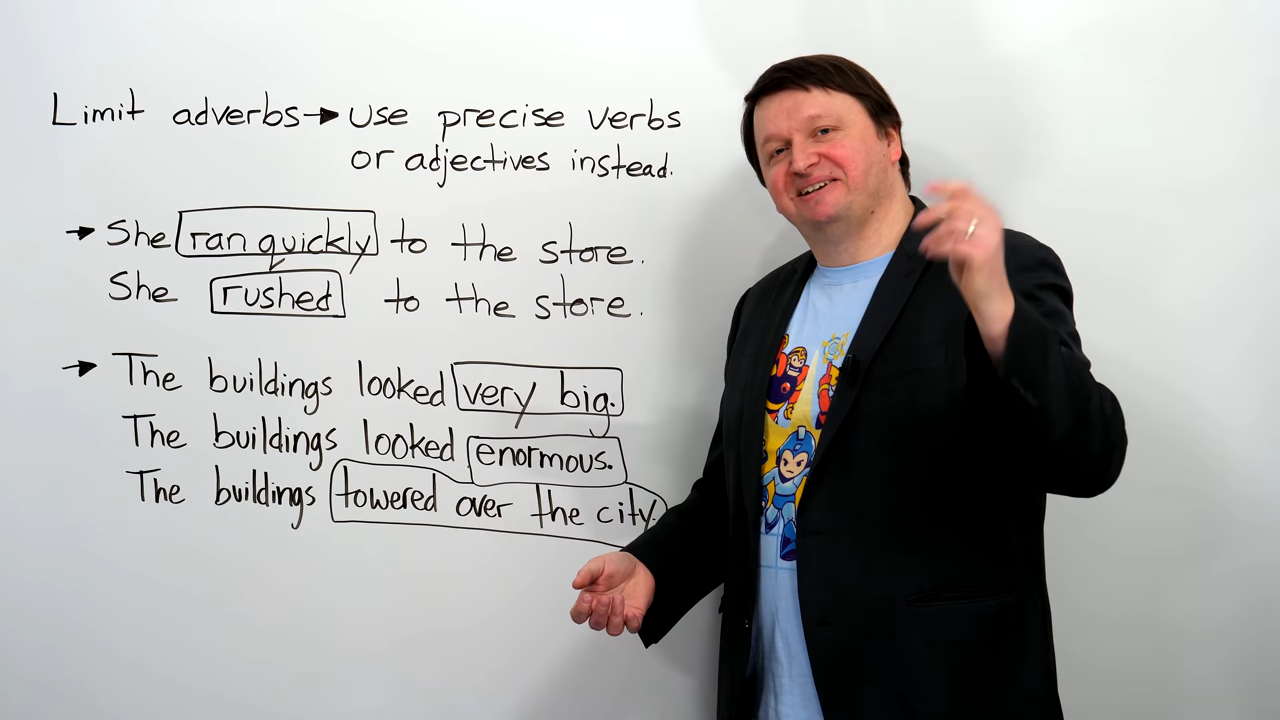 Limit adverbs → use precise verbs
or adjectives instead.
→ She ran quickly to the store.
She rushed to the store.
→ The buildings looked very big.
The buildings looked enormous.
The buildings towered over the city.